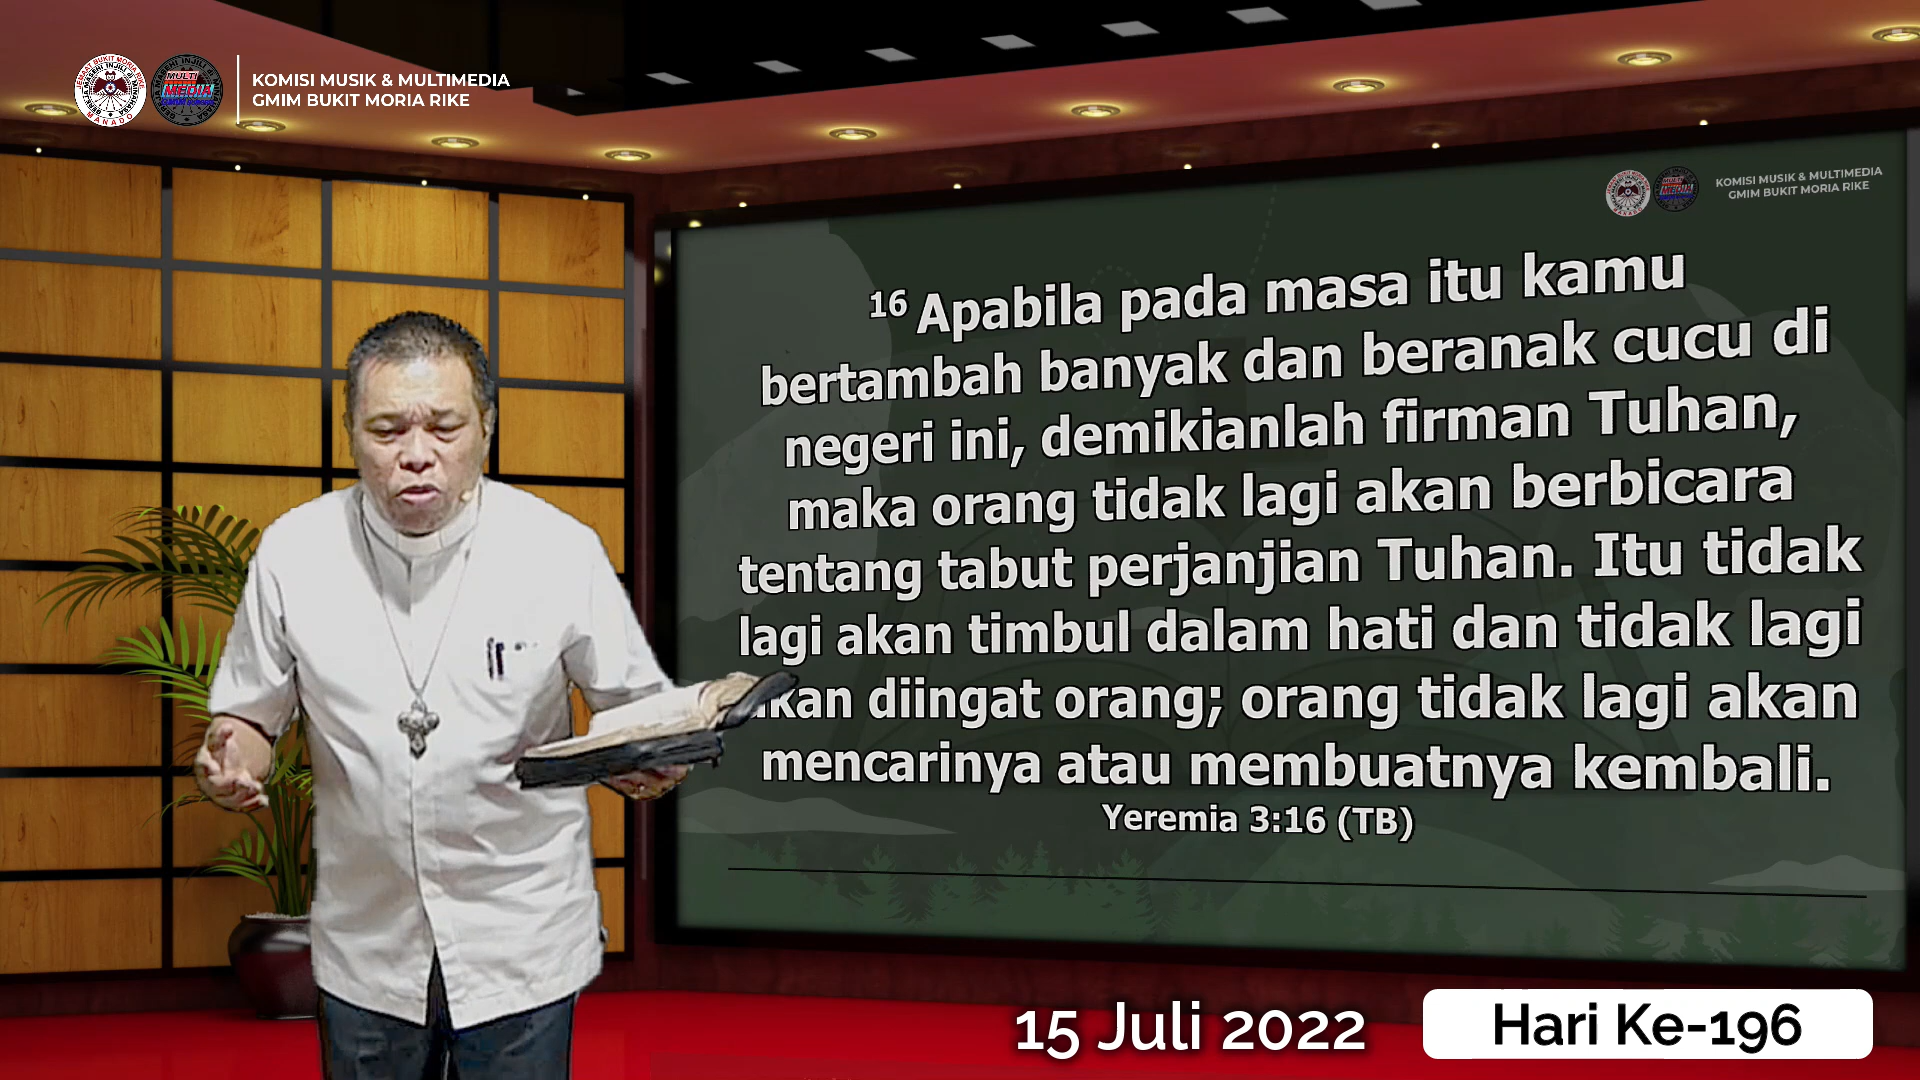 KOMISI MUSIK & MULTIMEDIA
GMIM BUKIT MORIA RIKE
KOMISI MUSIK & MULTIMEDIA
GMIM BUKIT MORIA RIKE
16 Apabila pada masa itu kamu
bertambah banyak dan beranak cucu di
negeri ini, demikianlah firman Tuhan,
maka orang tidak lagi akan berbicara
tentang tabut perjanjian Tuhan. Itu tidak
lagi akan timbul dalam hati dan tidak lagi
akan diingat orang; orang tidak lagi akan
mencarinya atau membuatnya kembali.
Yeremia 3:16 (TB)
15 Juli 2022
Hari Ke-196